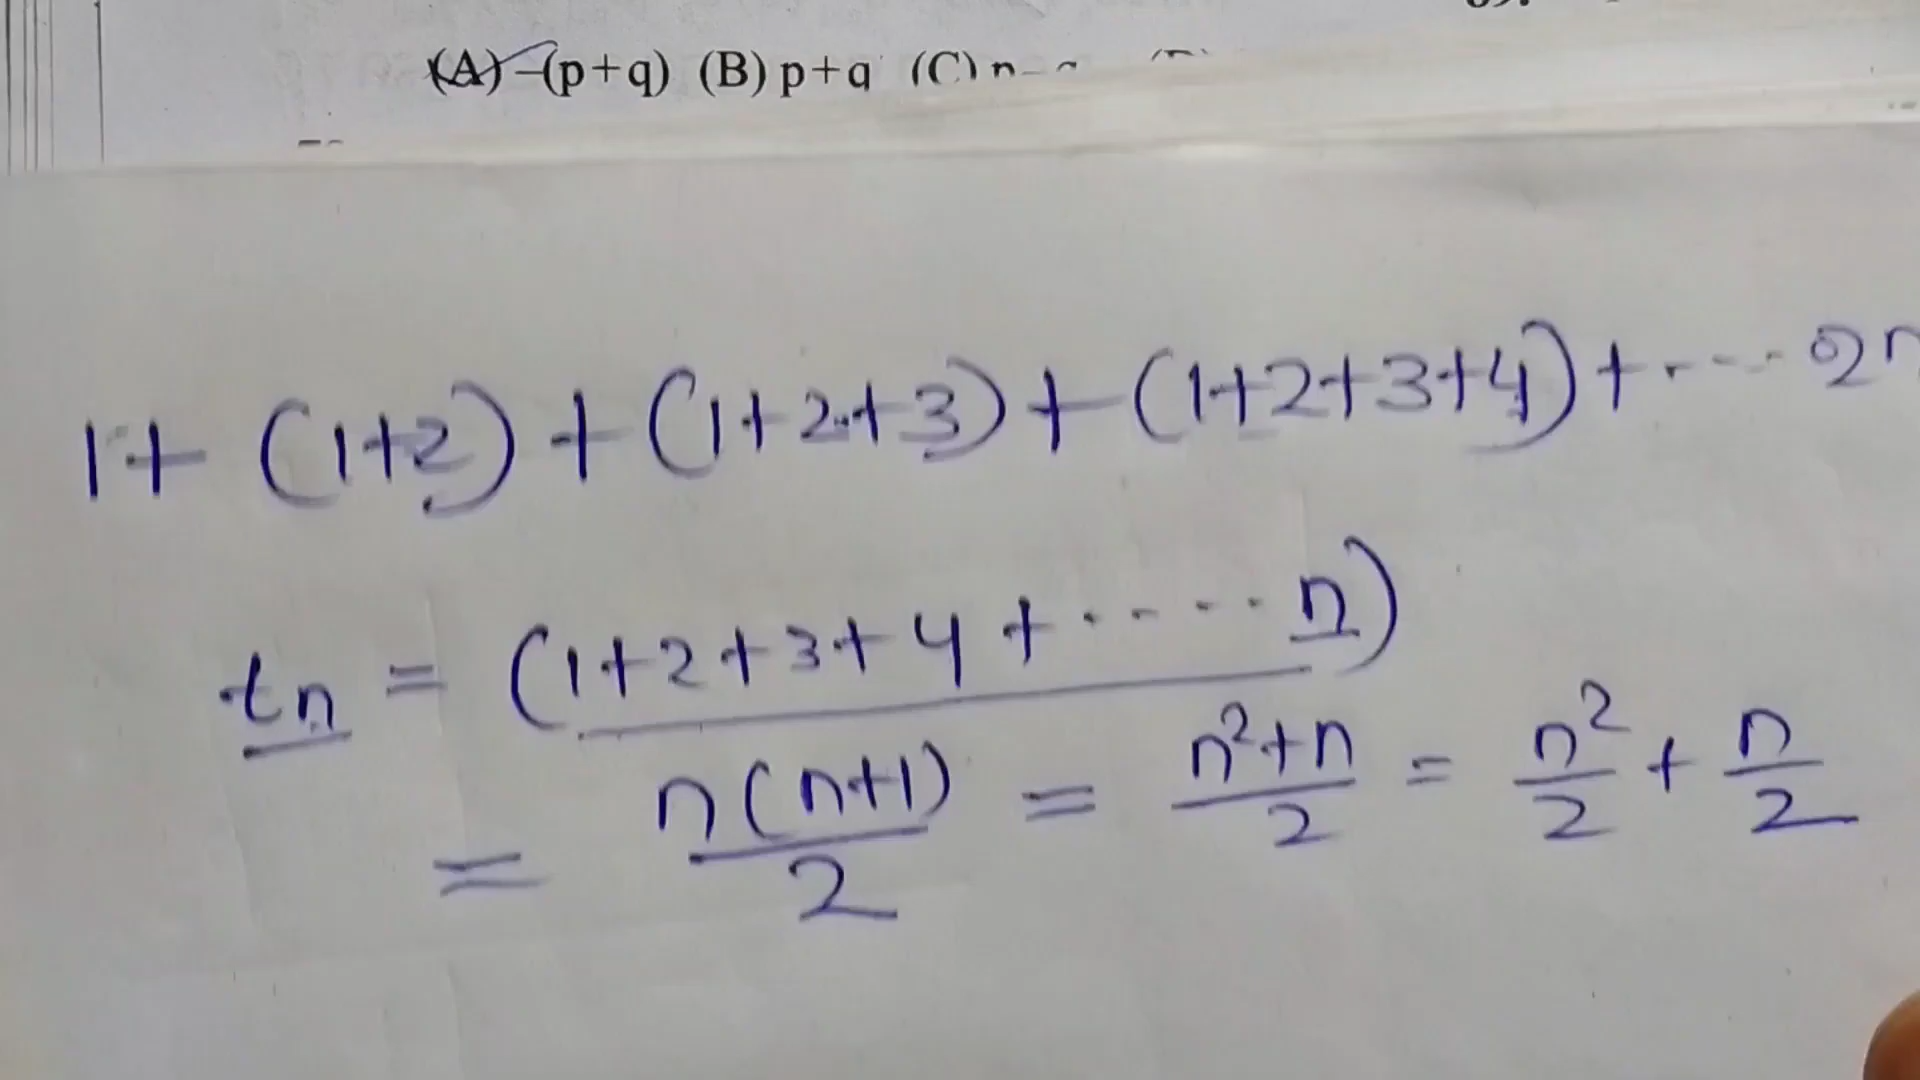 (A) –(p+q) (B) p+q (C)
1+ (1+2) + (1+2+3) + (1+2+3+4) + ....
tn = (1+2+3+4+ ..... n)
= n(n+1)/2 = n²+n/2 = n²/2 + n/2